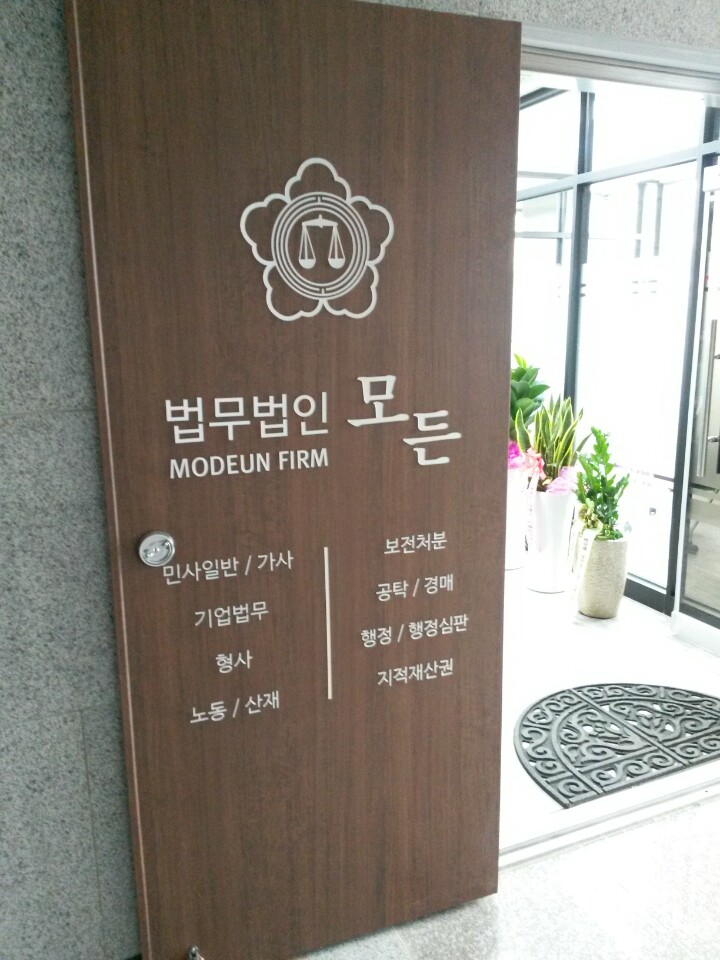 법무법인 모든
MODEUN FIRM
민사일반 / 가사
기업법무
형사
노동 / 산재
보전처분
공탁 / 경매
행정 / 행정심판
지적재산권